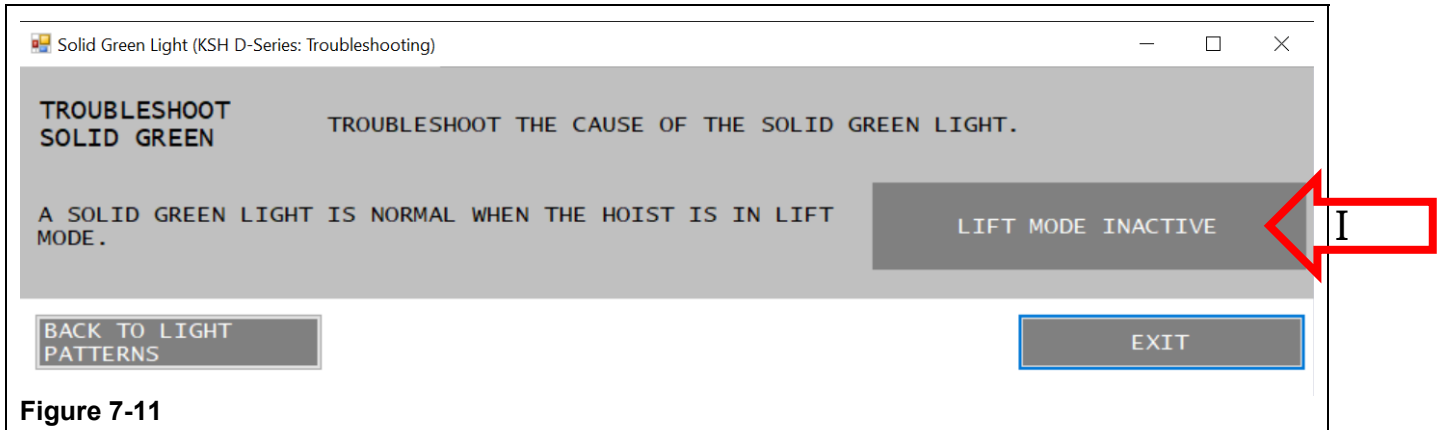 Solid Green Light (KSH D-Series: Troubleshooting)
TROUBLESHOOT
SOLID GREEN
TROUBLESHOOT THE CAUSE OF THE SOLID GREEN LIGHT.
A SOLID GREEN LIGHT IS NORMAL WHEN THE HOIST IS IN LIFT
MODE.
LIFT MODE INACTIVE
I
BACK TO LIGHT
PATTERNS
EXIT
Figure 7-11